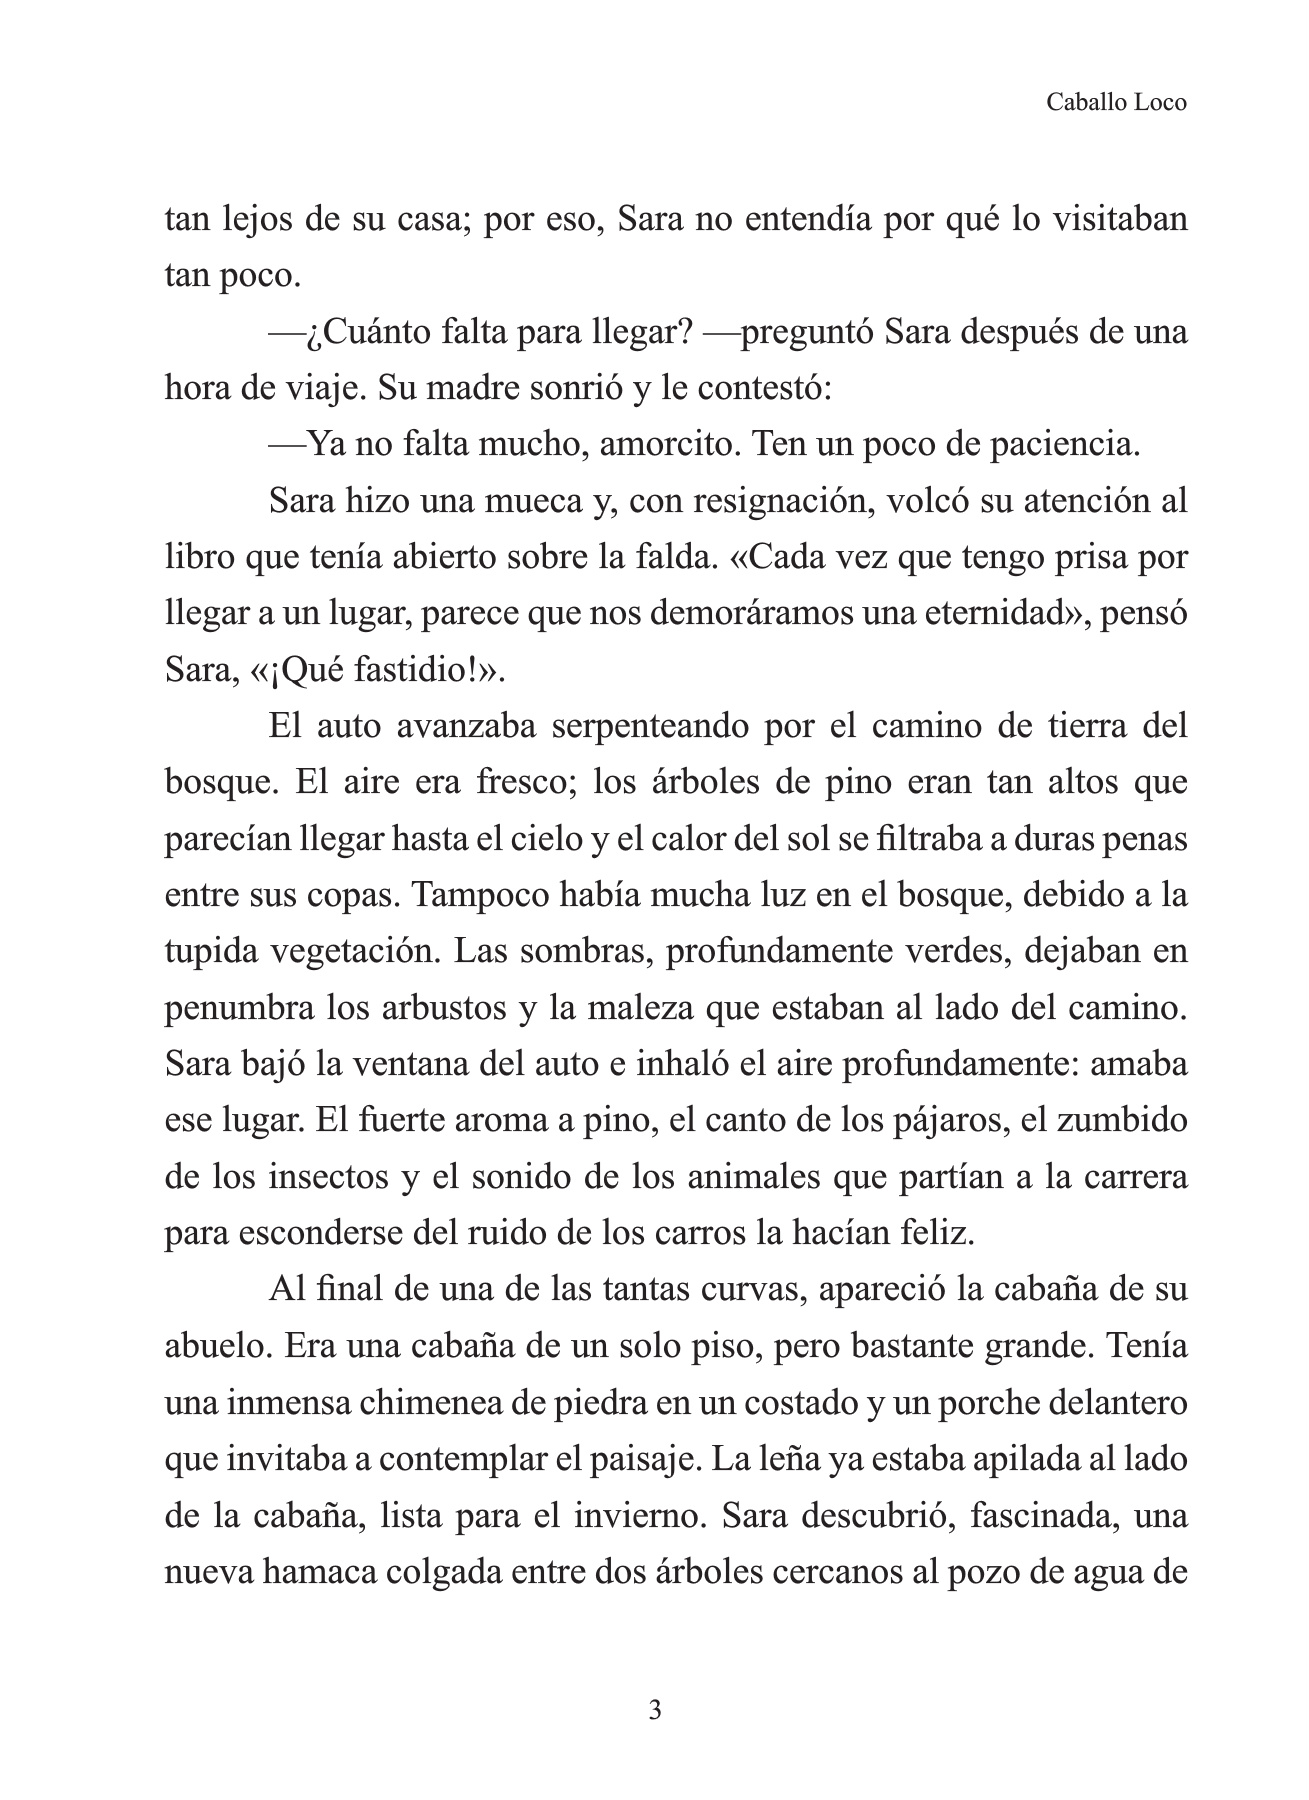 Caballo Loco
tan lejos de su casa; por eso, Sara no entendía por qué lo visitaban
tan poco.
—¿Cuánto falta para llegar? —preguntó Sara después de una
hora de viaje. Su madre sonrió y le contestó:
—Ya no falta mucho, amorcito. Ten un poco de paciencia.
Sara hizo una mueca y, con resignación, volcó su atención al
libro que tenía abierto sobre la falda. «Cada vez que tengo prisa por
llegar a un lugar, parece que nos demoráramos una eternidad», pensó
Sara, «¡Qué fastidio!».
El auto avanzaba serpenteando por el camino de tierra del
bosque. El aire era fresco; los árboles de pino eran tan altos que
parecían llegar hasta el cielo y el calor del sol se filtraba a duras penas
entre sus copas. Tampoco había mucha luz en el bosque, debido a la
tupida vegetación. Las sombras, profundamente verdes, dejaban en
penumbra los arbustos y la maleza que estaban al lado del camino.
Sara bajó la ventana del auto e inhaló el aire profundamente: amaba
ese lugar. El fuerte aroma a pino, el canto de los pájaros, el zumbido
de los insectos y el sonido de los animales que partían a la carrera
para esconderse del ruido de los carros la hacían feliz.
Al final de una de las tantas curvas, apareció la cabaña de su
abuelo. Era una cabaña de un solo piso, pero bastante grande. Tenía
una inmensa chimenea de piedra en un costado y un porche delantero
que invitaba a contemplar el paisaje. La leña ya estaba apilada al lado
de la cabaña, lista para el invierno. Sara descubrió, fascinada, una
nueva hamaca colgada entre dos árboles cercanos al pozo de agua de
3